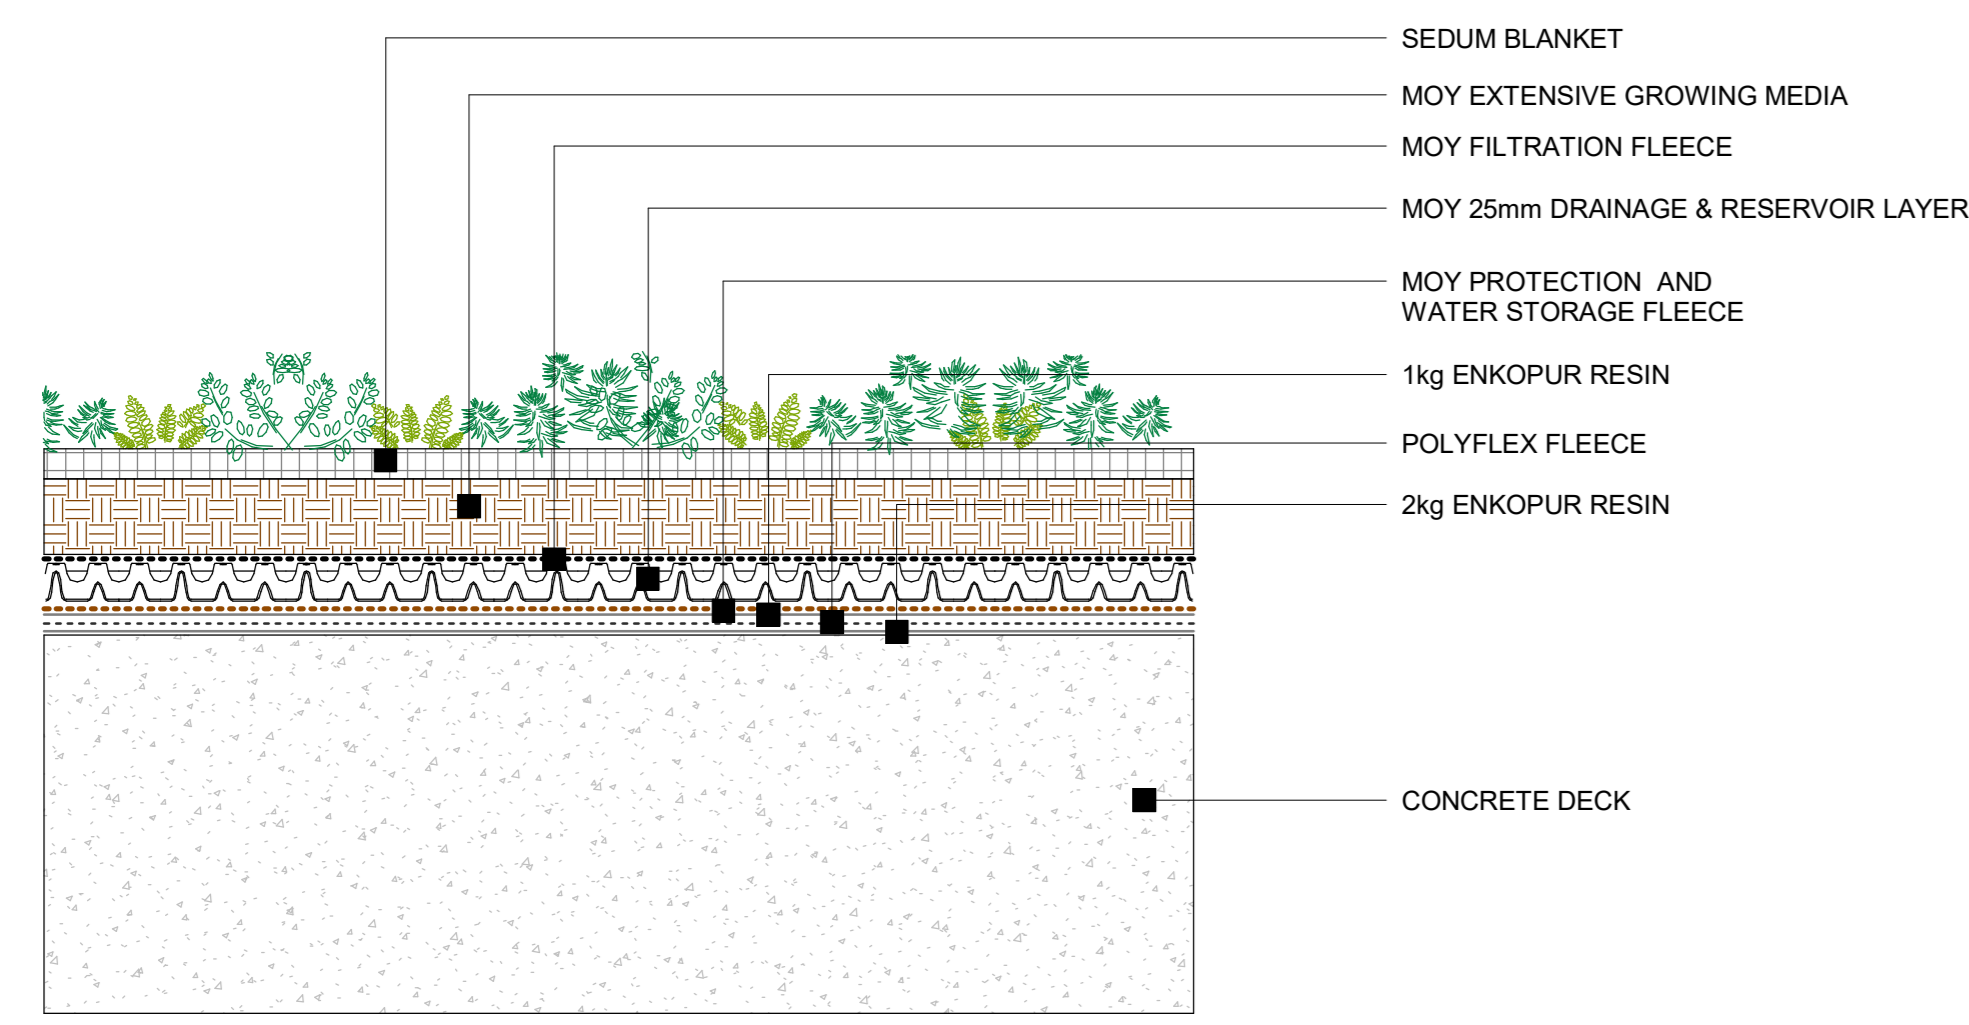 SEDUM BLANKET
MOY EXTENSIVE GROWING MEDIA
MOY FILTRATION FLEECE
MOY 25mm DRAINAGE & RESERVOIR LAYER
MOY PROTECTION AND
WATER STORAGE FLEECE
1kg ENKOPUR RESIN
POLYFLEX FLEECE
2kg ENKOPUR RESIN
CONCRETE DECK